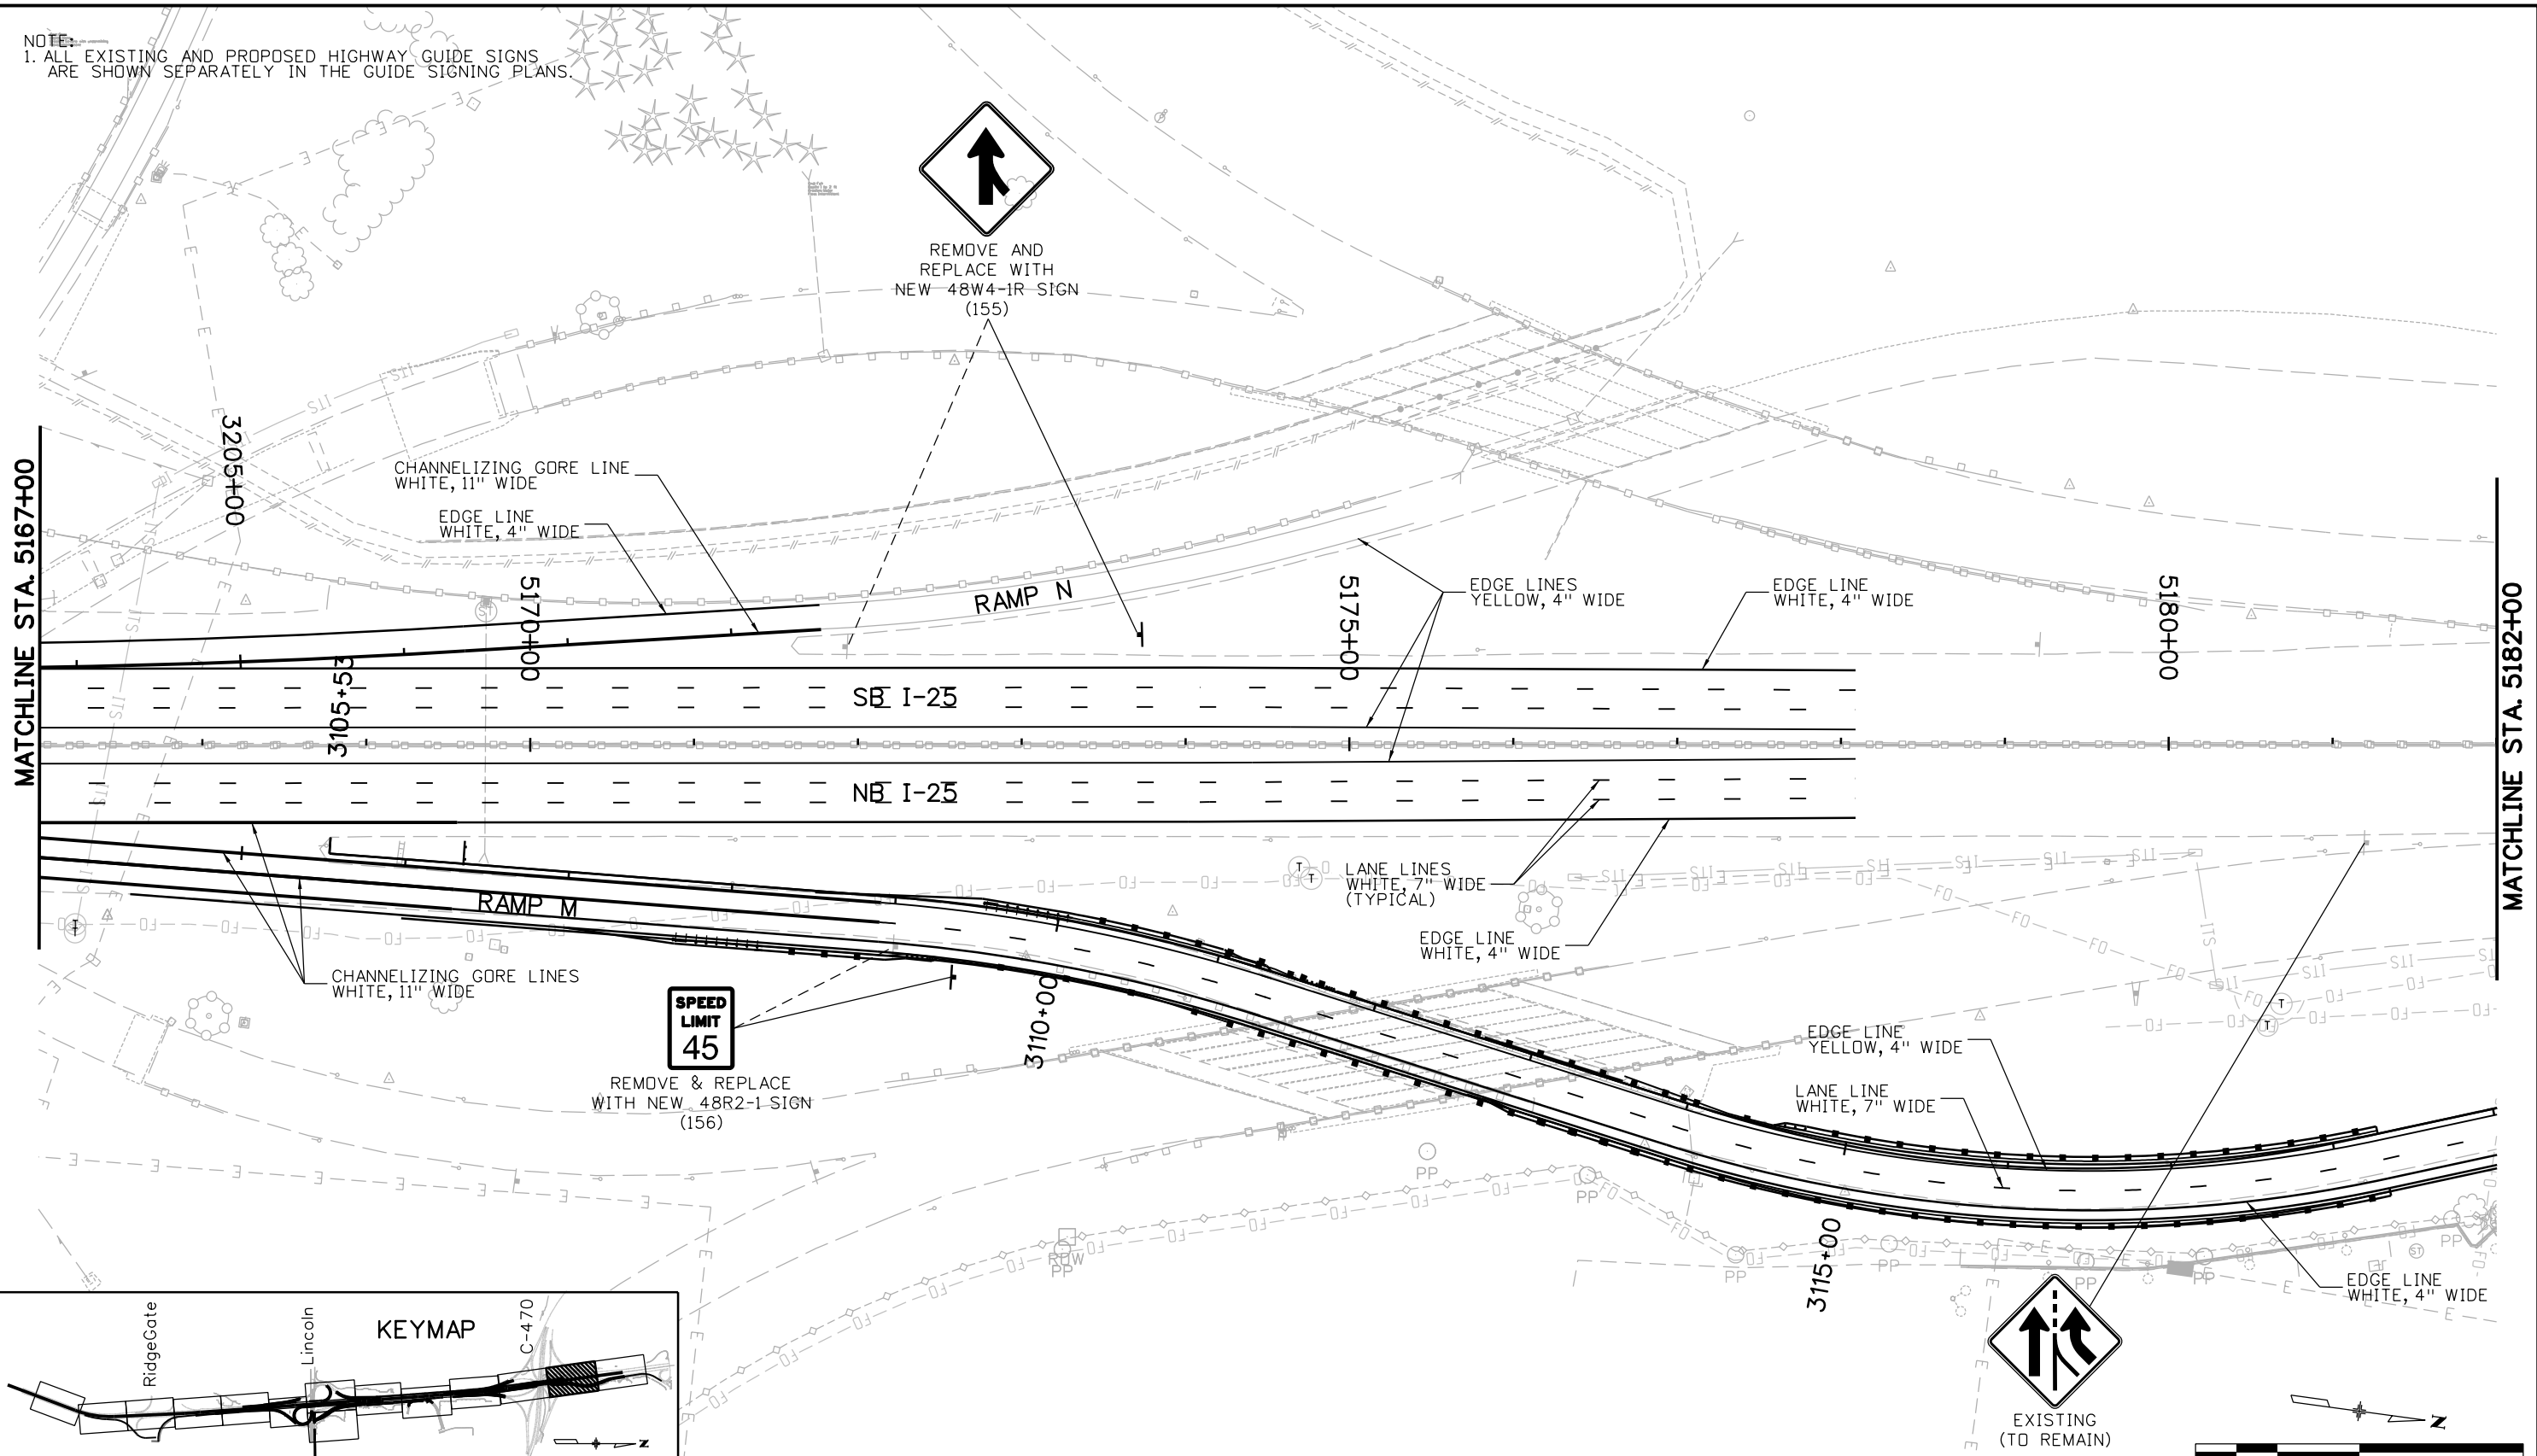 NOTE:
1. ALL EXISTING AND PROPOSED HIGHWAY GUIDE SIGNS
ARE SHOWN SEPARATELY IN THE GUIDE SIGNING PLANS.
REMOVE AND
REPLACE WITH
NEW 48W4-1R SIGN
(155)
MATCHLINE STA. 5167+00
3205+00
CHANNELIZING GORE LINE
WHITE, 11" WIDE
EDGE LINE
WHITE, 4" WIDE
5170+00
RAMP N
5175+00
EDGE LINES
YELLOW, 4" WIDE
EDGE LINE
WHITE, 4" WIDE
5180+00
MATCHLINE STA. 5182+00
3105+53
SB I-25
NB I-25
LANE LINES
WHITE, 7" WIDE
(TYPICAL)
EDGE LINE
WHITE, 4" WIDE
RAMP M
CHANNELIZING GORE LINES
WHITE, 11" WIDE
SPEED
LIMIT
45
REMOVE & REPLACE
WITH NEW 48R2-1 SIGN
(156)
3110+00
EDGE LINE
YELLOW, 4" WIDE
LANE LINE
WHITE, 7" WIDE
PP
PP
ROW
PP
PP
PP
PP
PP
PP
3115+00
EDGE LINE
WHITE, 4" WIDE
EXISTING
(TO REMAIN)
KEYMAP
RidgeGate
Lincoln
C-470
N
N